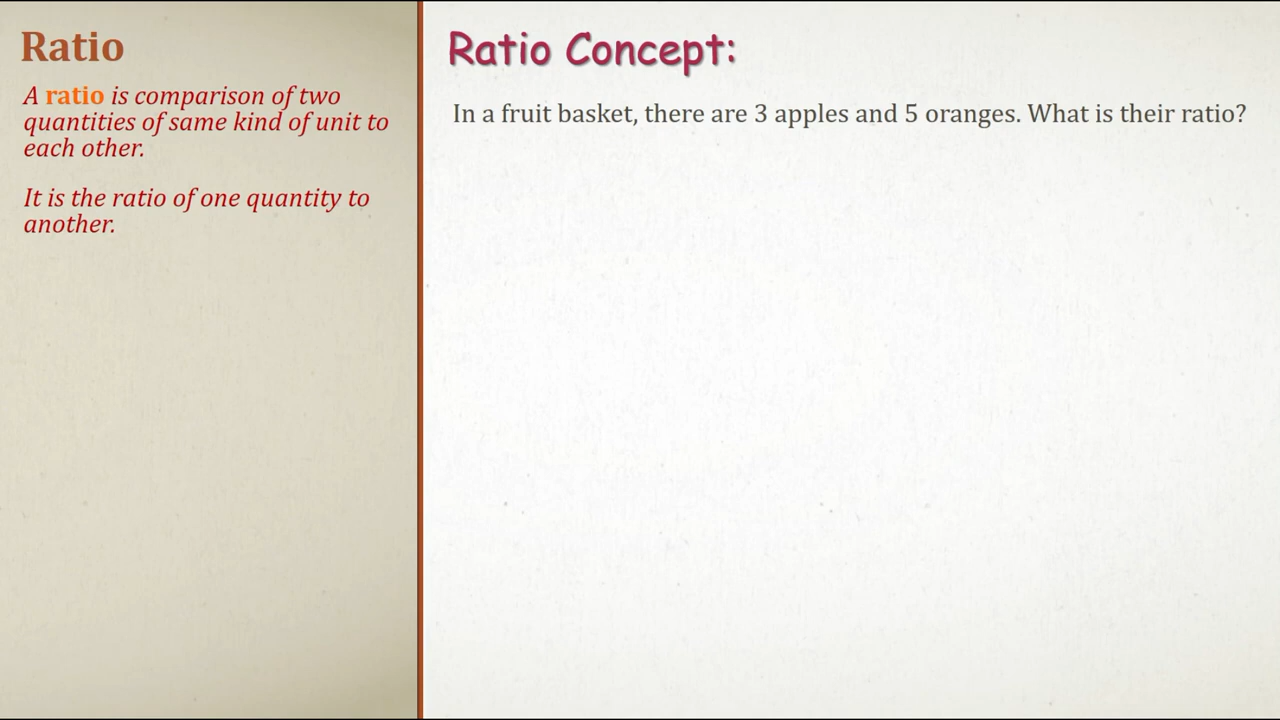 Ratio
A ratio is comparison of two
quantities of same kind of unit to
each other.
It is the ratio of one quantity to
another.
Ratio Concept:
In a fruit basket, there are 3 apples and 5 oranges. What is their ratio?